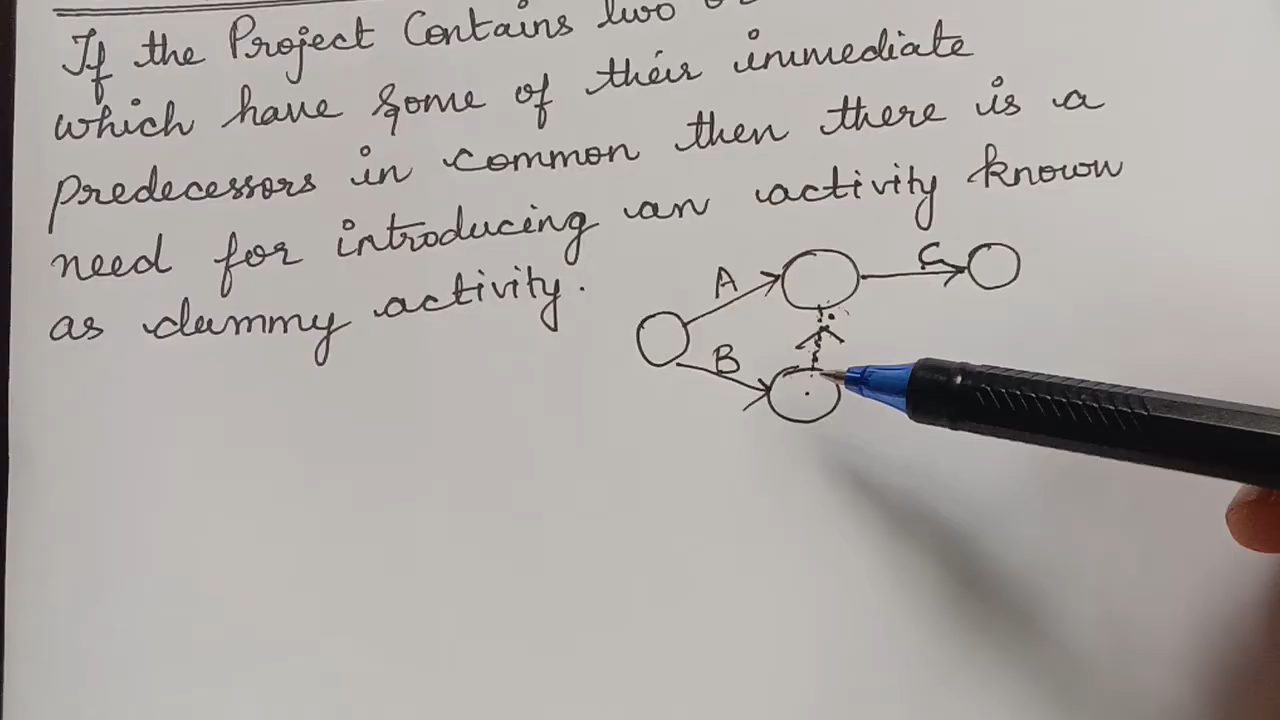 If the Project Contains two
which have some of their immediate
predecessors in common then there is a
need for introducing an activity known
as dummy activity.
A
C
B